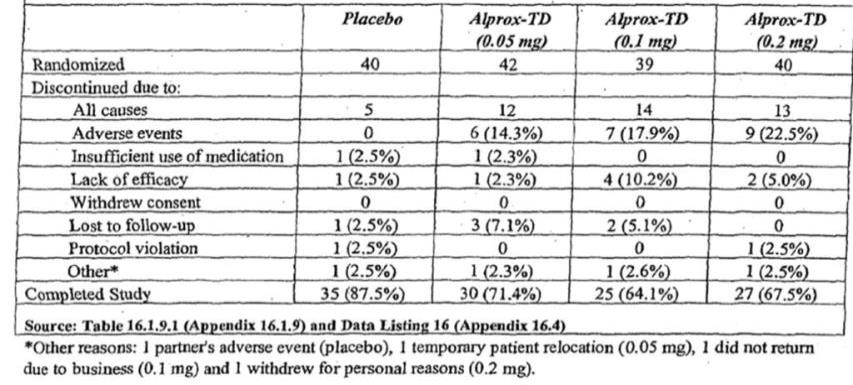 Placebo Alprox-TD Alprox-TD Alprox-TD
(0.05 mg) (0.1 mg) (0.2 mg)
Randomized 40 42 39 40
Discontinued due to:
All causes 5 12 14 13
Adverse events 0 6 (14.3%) 7 (17.9%) 9 (22.5%)
Insufficient use of medication 1 (2.5%) 1 (2.3%) 0 0
Lack of efficacy 1 (2.5%) 1 (2.3%) 4 (10.2%) 2 (5.0%)
Withdrew consent 0 0 0 0
Lost to follow-up 1 (2.5%) 3 (7.1%) 2 (5.1%) 0
Protocol violation 1 (2.5%) 0 0 1 (2.5%)
Other* 1 (2.5%) 1 (2.3%) 1 (2.6%) 1 (2.5%)
Completed Study 35 (87.5%) 30 (71.4%) 25 (64.1%) 27 (67.5%)
Source: Table 16.1.9.1 (Appendix 16.1.9) and Data Listing 16 (Appendix 16.4)
*Other reasons: 1 partner's adverse event (placebo), 1 temporary patient relocation (0.05 mg), 1 did not return
due to business (0.1 mg) and 1 withdrew for personal reasons (0.2 mg).